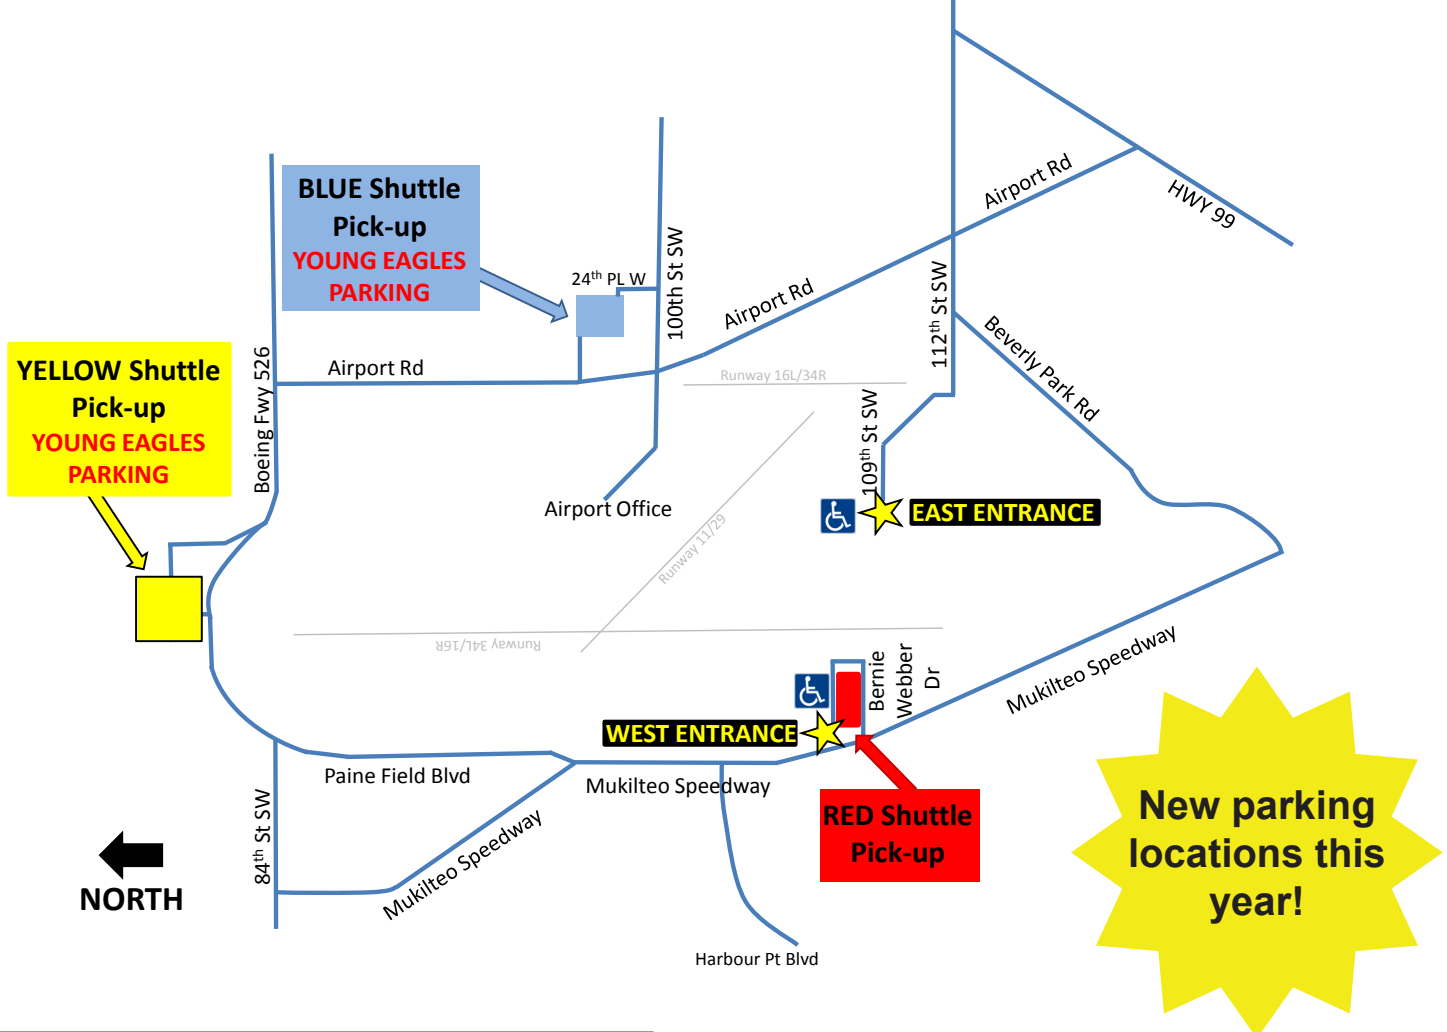 BLUE Shuttle
Pick-up
YOUNG EAGLES
PARKING
YELLOW Shuttle
Pick-up
YOUNG EAGLES
PARKING
Boeing Fwy 526
Airport Rd
24th PL W
100th St SW
Airport Rd
Airport Rd
HWY 99
112th St SW
Beverly Park Rd
Runway 16L/34R
109th St SW
Airport Office
Runway 11/29
EAST ENTRANCE
Runway 34L/16R
Bernie
Webber
Dr
Mukilteo Speedway
WEST ENTRANCE
Paine Field Blvd
Mukilteo Speedway
84th St SW
Mukilteo Speedway
RED Shuttle
Pick-up
NORTH
Harbour Pt Blvd
New parking
locations this
year!